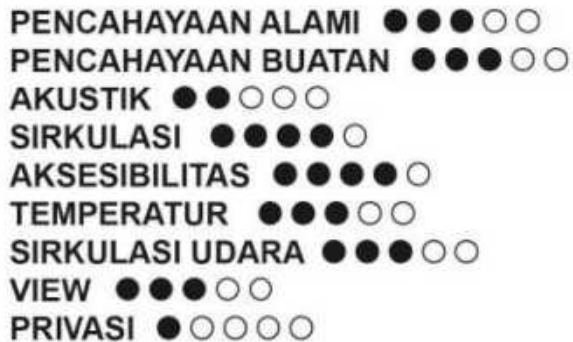 PENCAHAYAAN ALAMI ●●●○○
PENCAHAYAAN BUATAN ●●●○○
AKUSTIK ●●○○○
SIRKULASI ●●●●○
AKSESIBILITAS ●●●●○
TEMPERATUR ●●●○○
SIRKULASI UDARA ●●●○○
VIEW ●●●○○
PRIVASI ●○○○○